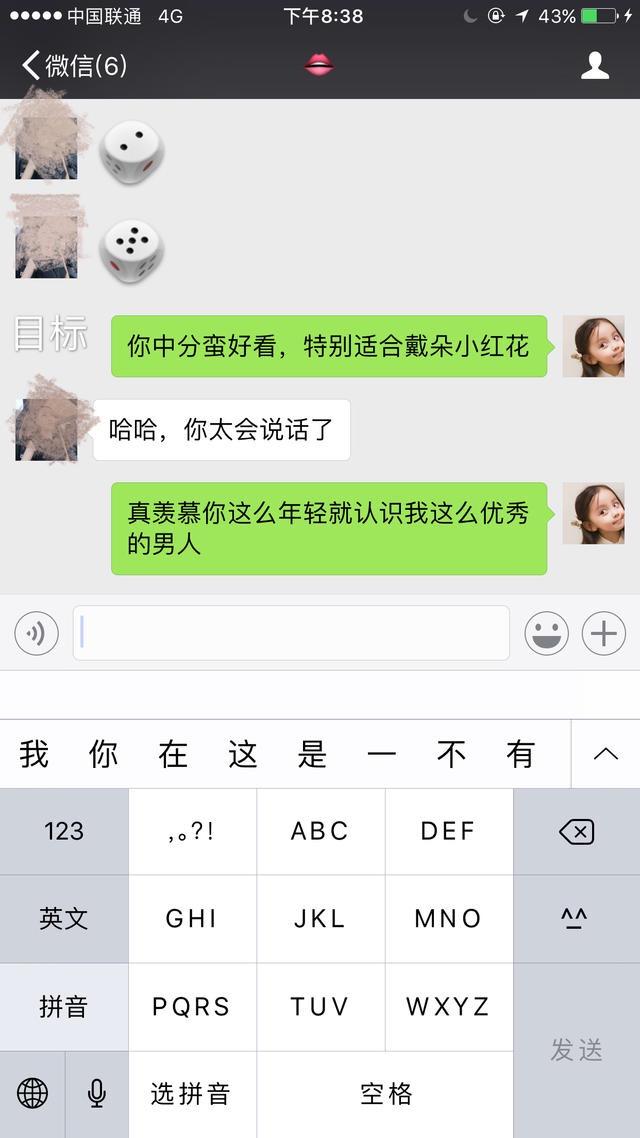 中国联通 4G 下午8:38 43%
微信(6)
目标
你中分蛮好看，特别适合戴朵小红花
哈哈，你太会说话了
真羡慕你这么年轻就认识我这么优秀
的男人
我 你 在 这 是 一 不 有
123 ,。?! ABC DEF
英文 GHI JKL MNO ^^
拼音 PQRS TUV WXYZ
发送
选拼音 空格